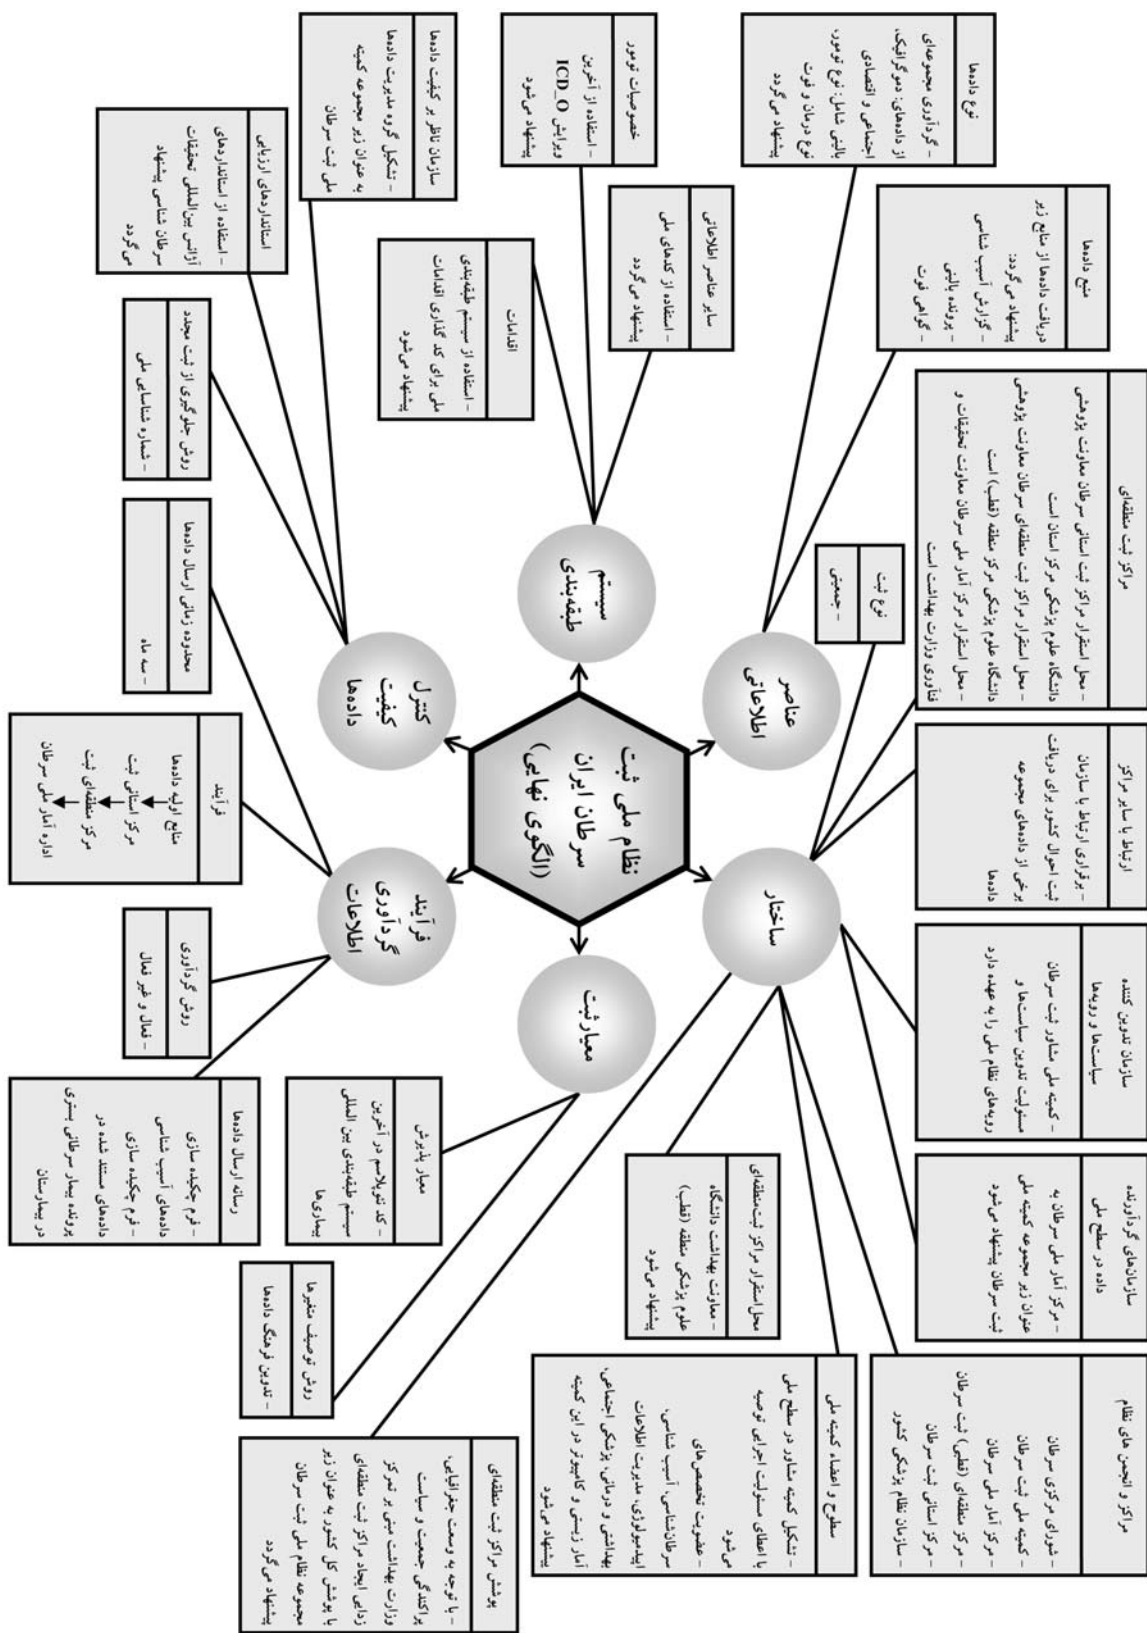 نوع داده‌ها
– گردآوری مجموعه‌ای
از داده‌های: دموگرافیک،
اجتماعی و اقتصادی
بالینی شامل: نوع تومور،
نوع درمان و فوت
پیشنهاد می‌گردد
منبع داده‌ها
دریافت داده‌ها از منابع زیر
پیشنهاد می‌گردد:
– گزارش آسیب شناسی
– پرونده بالینی
– گواهی فوت
مراکز ثبت منطقه‌ای
– محل استقرار مراکز ثبت استانی سرطان معاونت پژوهشی
دانشگاه علوم پزشکی مرکز استان است
– محل استقرار مراکز ثبت منطقه‌ای سرطان معاونت پژوهشی
دانشگاه علوم پزشکی مرکز منطقه (قطب) است
– محل استقرار مرکز آمار ملی سرطان معاونت تحقیقات و
فناوری وزارت بهداشت است
ارتباط با سایر مراکز
– برقراری ارتباط با سازمان
ثبت احوال کشور برای دریافت
برخی از داده‌های مجموعه
داده‌ها
سازمان تدوین کننده
سیاست‌ها و رویه‌ها
– کمیته ملی مشاور ثبت سرطان
مسئولیت تدوین سیاست‌ها و
رویه‌های نظام ملی را به عهده دارد
سازمان‌های گردآورنده
داده در سطح ملی
– مرکز آمار ملی سرطان به
عنوان زیر مجموعه کمیته ملی
ثبت سرطان پیشنهاد می‌شود
مراکز و انجمن های نظام
– شورای مرکزی سرطان
– کمیته ملی ثبت سرطان
– مرکز آمار ملی سرطان
– مرکز منطقه‌ای (قطبی) ثبت سرطان
– مرکز استانی ثبت سرطان
– سازمان نظام پزشکی کشور
خصوصیات تومور
– استفاده از آخرین
ویرایش ICD_O
پیشنهاد می‌شود
سایر عناصر اطلاعاتی
– استفاده از کدهای ملی
پیشنهاد می‌گردد
اقدامات
– استفاده از سیستم طبقه‌بندی
ملی برای کد گذاری اقدامات
پیشنهاد می‌شود
نوع ثبت
– جمعیتی
عناصر
اطلاعاتی
سیستم
طبقه‌بندی
کنترل
کیفیت
داده‌ها
نظام ملی ثبت
سرطان ایران
(الگوی نهایی)
ساختار
معیار ثبت
فرآیند
گردآوری
اطلاعات
محل‌استقرار مراکز ثبت‌منطقه‌ای
– معاونت بهداشت دانشگاه
علوم پزشکی منطقه (قطب)
پیشنهاد می‌شود
سطوح و اعضاء کمیته ملی
– تشکیل کمیته مشاور در سطح ملی
با اعطای مسئولیت اجرایی توصیه
می‌شود
– عضویت تخصص‌های
سرطان‌شناسی، آسیب شناسی،
اپیدمیولوژی، مدیریت اطلاعات
بهداشتی و درمانی، پزشکی اجتماعی،
آمار زیستی و کامپیوتر در این کمیته
پیشنهاد می‌شود
سازمان ناظر بر کیفیت داده‌ها
– تشکیل گروه مدیریت داده‌ها
به عنوان زیر مجموعه کمیته
ملی ثبت سرطان
استانداردهای ارزیابی
– استفاده از استانداردهای
آژانس بین‌المللی تحقیقات
سرطان شناسی پیشنهاد
می‌گردد
روش جلوگیری از ثبت مجدد
– شماره شناسایی ملی
محدوده زمانی ارسال داده‌ها
– سه ماه
فرآیند
منابع اولیه داده‌ها
مرکز استانی ثبت
مرکز منطقه‌ای ثبت
اداره آمار ملی سرطان
روش گردآوری
– فعال و غیر فعال
رسانه ارسال داده‌ها
– فرم چکیده سازی
داده‌های آسیب شناسی
– فرم چکیده سازی
داده‌های مستند شده در
پرونده بیمار سرطانی بستری
در بیمارستان
معیار پذیرش
– کد نئوپلاسم در آخرین
سیستم طبقه‌بندی بین المللی
بیماری‌ها
روش توصیف متغیرها
– تدوین فرهنگ داده‌ها
پوشش مراکز ثبت منطقه‌ای
– با توجه به وسعت جغرافیایی،
پراکندگی جمعیت و سیاست
وزارت بهداشت مبنی بر تمرکز
زدایی ایجاد مراکز ثبت منطقه‌ای
با پوشش کل کشور به عنوان زیر
مجموعه نظام ملی ثبت سرطان
پیشنهاد می‌گردد